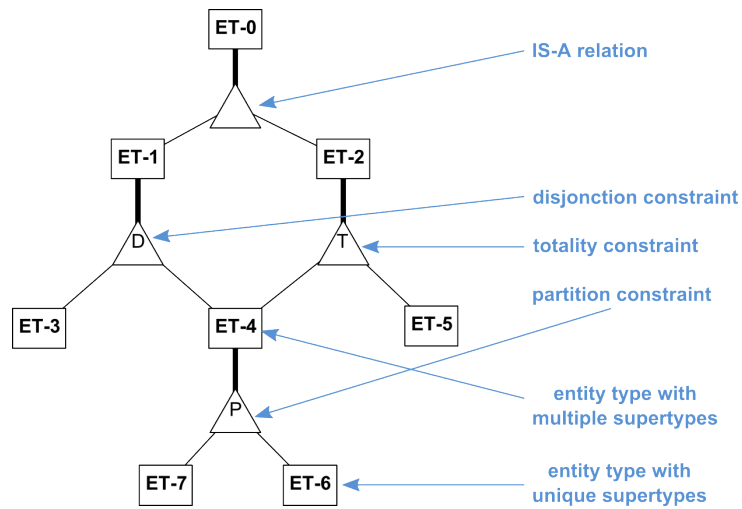 ET-0
IS-A relation
ET-1
ET-2
disjonction constraint
D
T
totality constraint
partition constraint
ET-3
ET-4
ET-5
entity type with
multiple supertypes
P
ET-7
ET-6
entity type with
unique supertypes